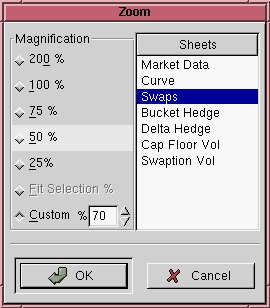 Zoom
Magnification
200 %
100 %
75 %
50 %
25%
Fit Selection %
Custom % 70
Sheets
Market Data
Curve
Swaps
Bucket Hedge
Delta Hedge
Cap Floor Vol
Swaption Vol
OK
Cancel